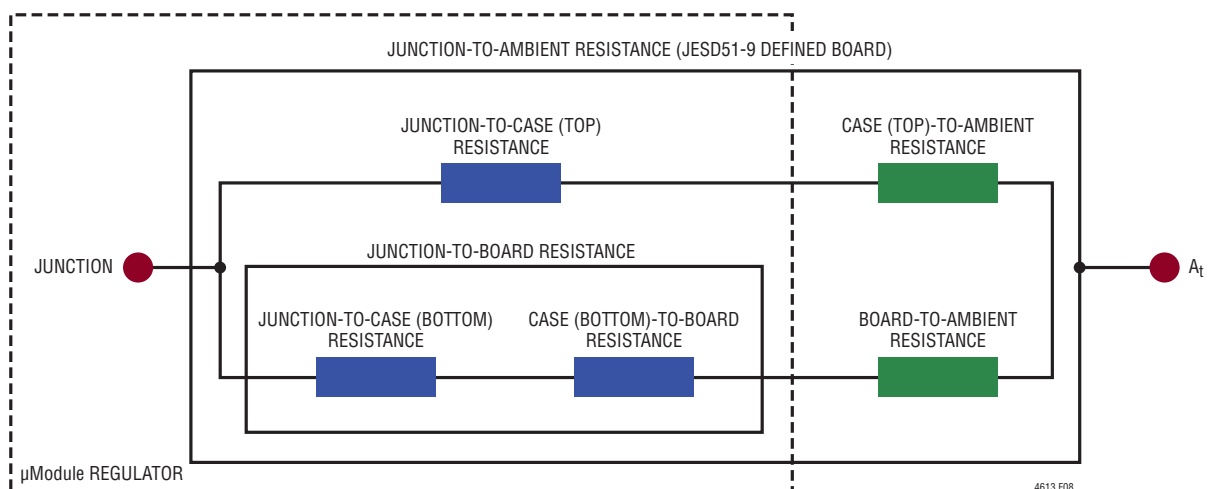 JUNCTION-TO-AMBIENT RESISTANCE (JESD51-9 DEFINED BOARD)
JUNCTION-TO-CASE (TOP)
RESISTANCE
CASE (TOP)-TO-AMBIENT
RESISTANCE
JUNCTION-TO-BOARD RESISTANCE
JUNCTION
At
JUNCTION-TO-CASE (BOTTOM)
RESISTANCE
CASE (BOTTOM)-TO-BOARD
RESISTANCE
BOARD-TO-AMBIENT
RESISTANCE
µModule REGULATOR
4613 F08